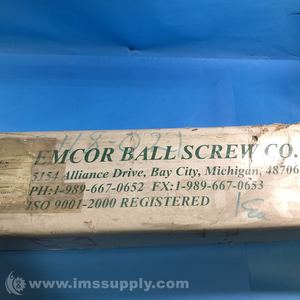 EMCOR BALL SCREW CO.
5154 Alliance Drive, Bay City, Michigan, 48706
PH:1-989-667-0652 FX:1-989-667-0653
ISO 9001-2000 REGISTERED
www.imssupply.com